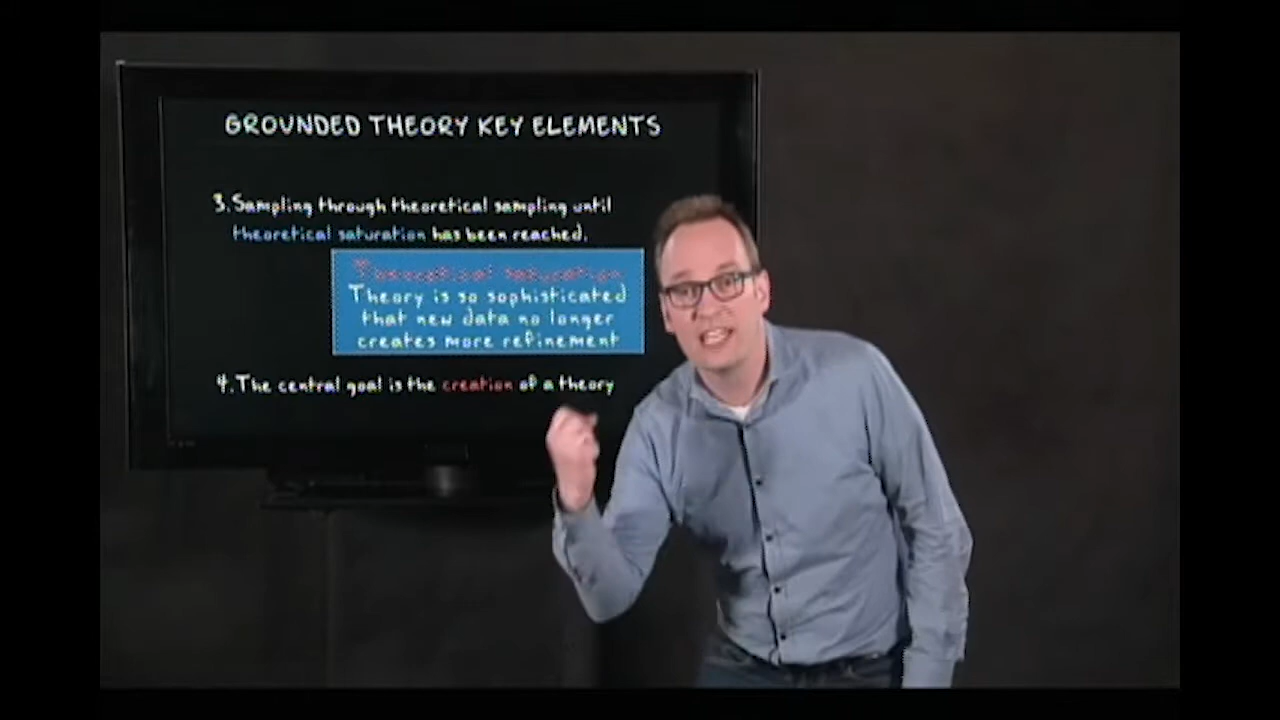 GROUNDED THEORY KEY ELEMENTS
3. Sampling through theoretical sampling until
theoretical saturation has been reached.
Theoretical saturation
Theory is so sophisticated
that new data no longer
creates more refinement
4. The central goal is the creation of a theory